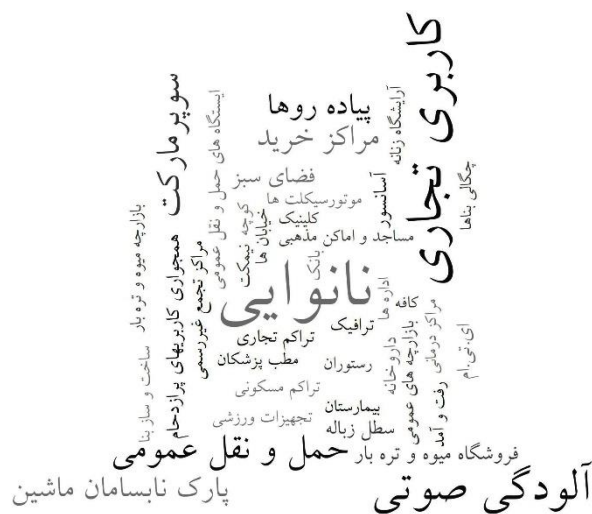 کاربری تجاری
آرایشگاه زنانه
چگالی بناها
پیاده روها
مراکز خرید
ایستگاه های حمل و نقل عمومی
سوپرمارکت
فضای سبز
موتورسیکلت ها
آسانسور
کوچه
کلینیک
خیابان ها
نیمکت
مساجد و اماکن مذهبی
بانک
نانوایی
اداره ها
کافه
بازارچه میوه و تره بار
همجواری کاربریهای پرازدحام
مراکز تجمع غیررسمی
ترافیک
تراکم تجاری
مطب پزشکان
رستوران
داروخانه
بازارچه های عمومی
مراکز درمانی
رفت و آمد
ای.تی.ام
ساخت و ساز بنا
تراکم مسکونی
بیمارستان
تجهیزات ورزشی
سطل زباله
فروشگاه میوه و تره بار
حمل و نقل عمومی
آلودگی صوتی
پارک نابسامان ماشین